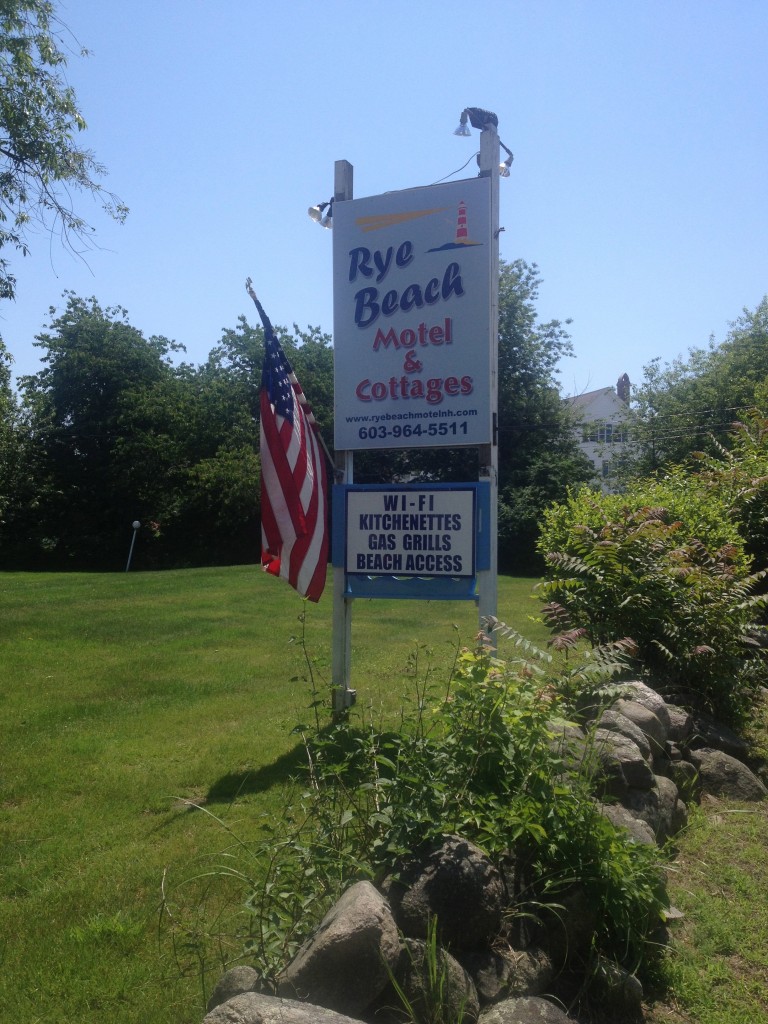 Rye
Beach
Motel
&
Cottages
www.ryebeachmotelnh.com
603-964-5511
WI-FI
KITCHENETTES
GAS GRILLS
BEACH ACCESS